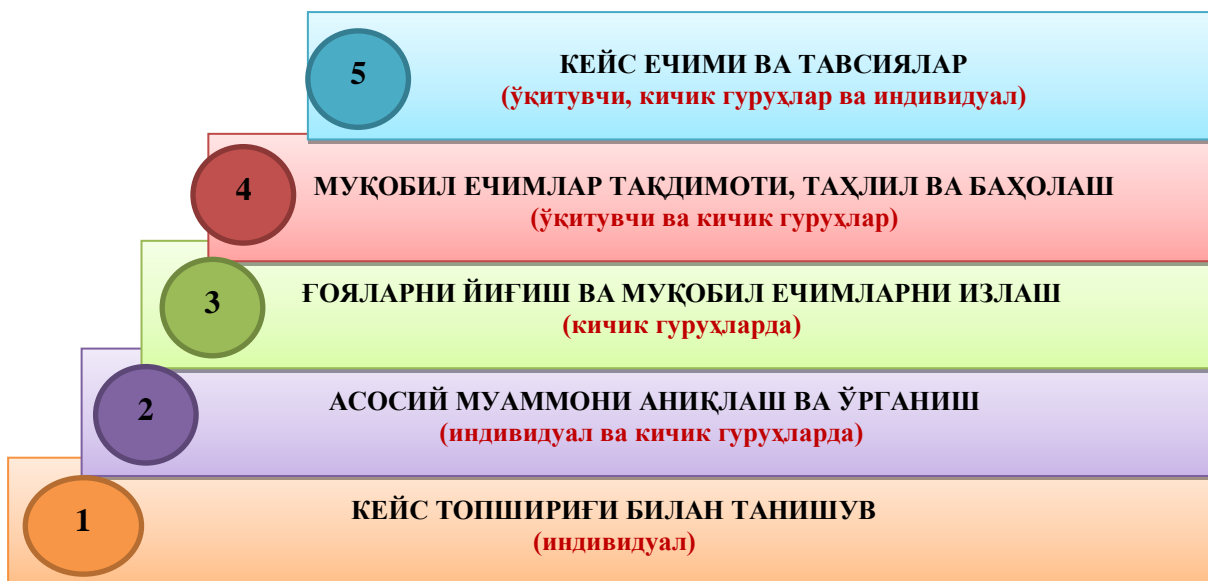 5
КЕЙС ЕЧИМИ ВА ТАВСИЯЛАР
(ўқитувчи, кичик гуруҳлар ва индивидуал)
4
МУҚОБИЛ ЕЧИМЛАР ТАҚДИМОТИ, ТАҲЛИЛ ВА БАҲОЛАШ
(ўқитувчи ва кичик гуруҳлар)
3
ҒОЯЛАРНИ ЙИҒИШ ВА МУҚОБИЛ ЕЧИМЛАРНИ ИЗЛАШ
(кичик гуруҳларда)
2
АСОСИЙ МУАММОНИ АНИҚЛАШ ВА ЎРГАНИШ
(индивидуал ва кичик гуруҳларда)
1
КЕЙС ТОПШИРИҒИ БИЛАН ТАНИШУВ
(индивидуал)